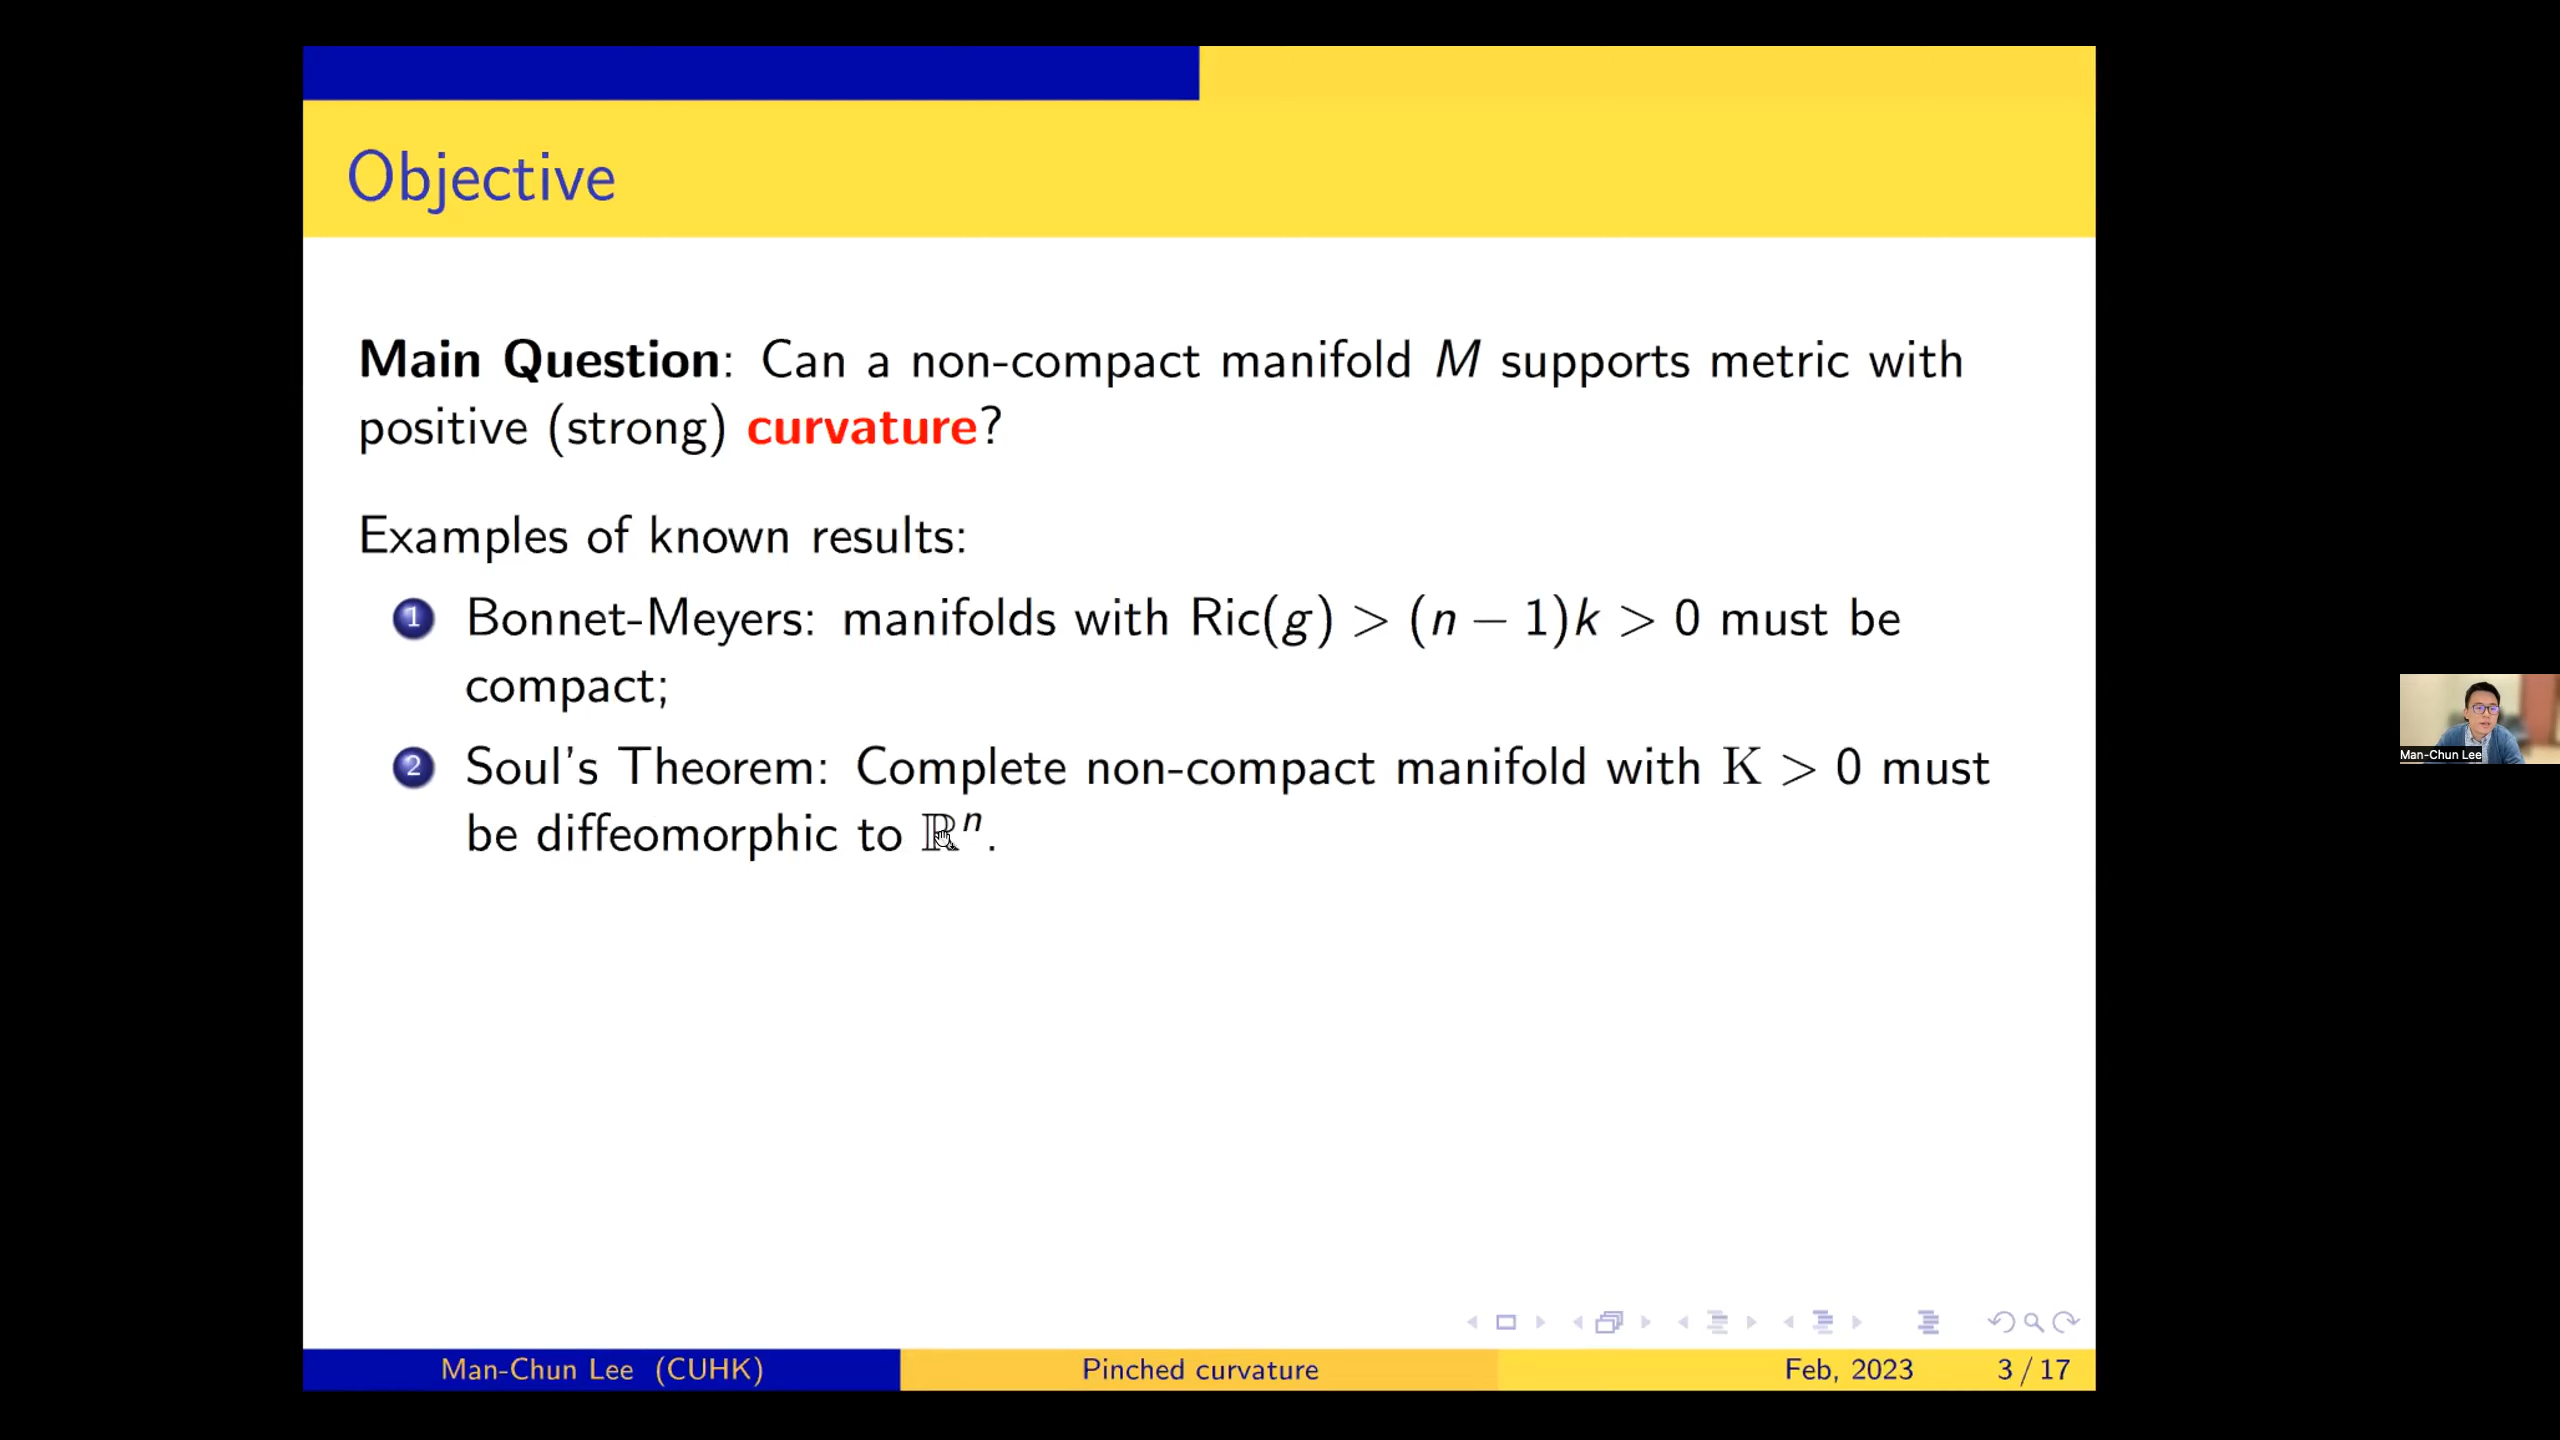 Objective
Main Question: Can a non-compact manifold M supports metric with
positive (strong) curvature?
Examples of known results:
1 Bonnet-Meyers: manifolds with Ric(g) > (n − 1)k > 0 must be
compact;
2 Soul's Theorem: Complete non-compact manifold with K > 0 must
be diffeomorphic to ℝⁿ.
Man-Chun Lee
Man-Chun Lee (CUHK) Pinched curvature Feb, 2023 3 / 17